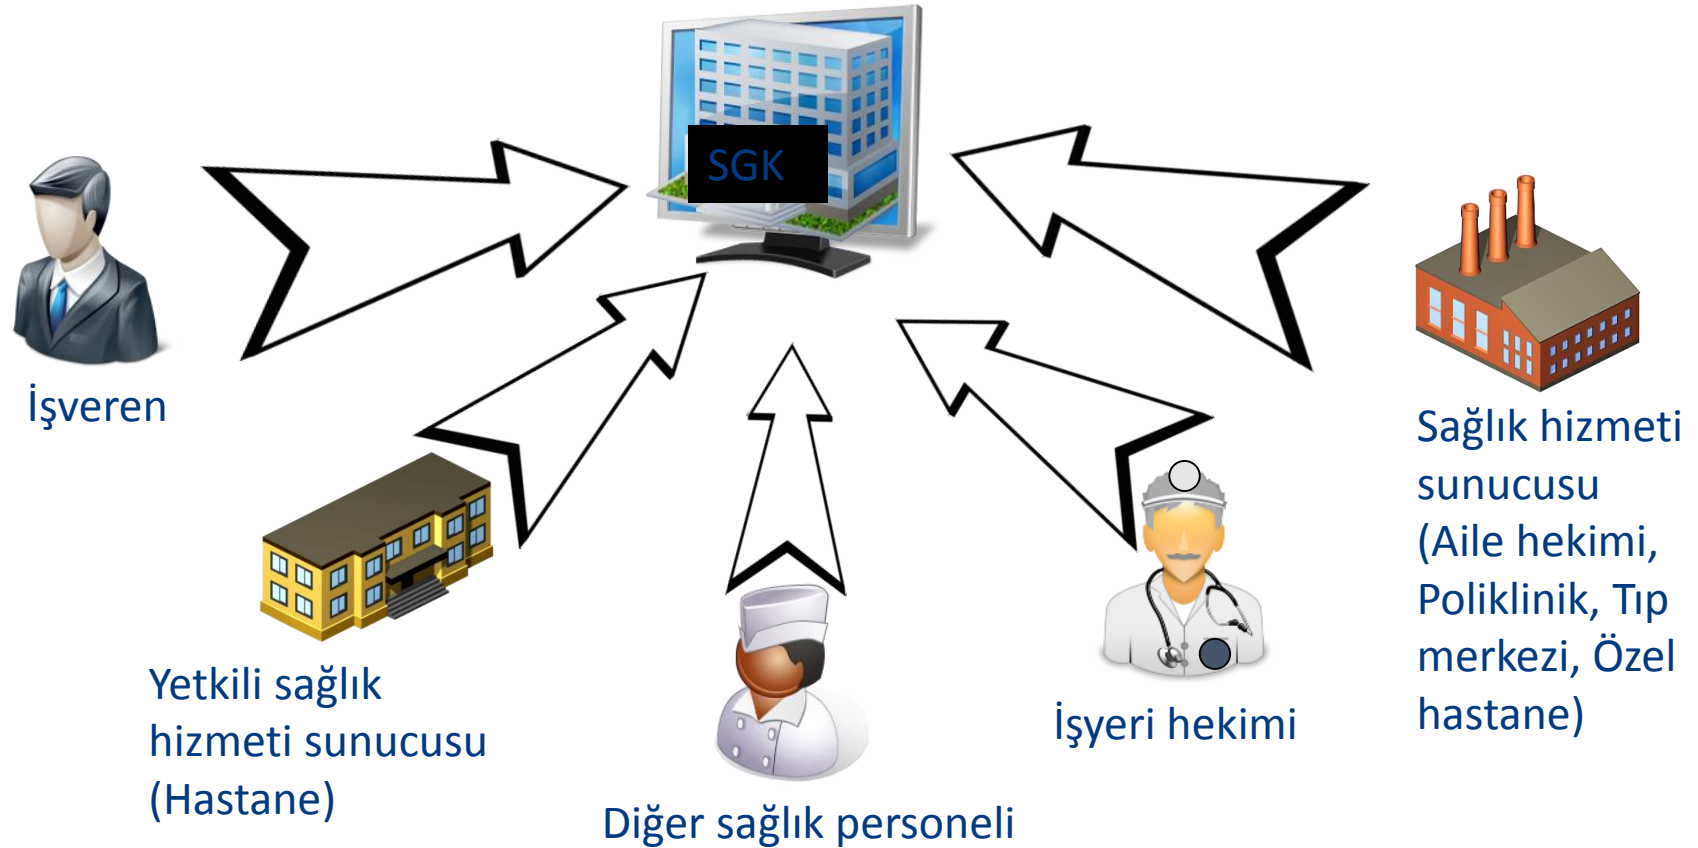 SGK
İşveren
Yetkili sağlık
hizmeti sunucusu
(Hastane)
Diğer sağlık personeli
İşyeri hekimi
Sağlık hizmeti
sunucusu
(Aile hekimi,
Poliklinik, Tıp
merkezi, Özel
hastane)